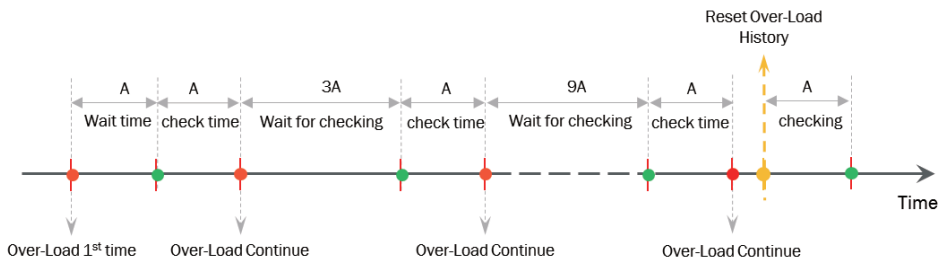 Reset Over-Load
History
A
A
3A
A
9A
A
A
Wait time
check time
Wait for checking
check time
Wait for checking
check time
checking
Time
Over-Load 1st time
Over-Load Continue
Over-Load Continue
Over-Load Continue